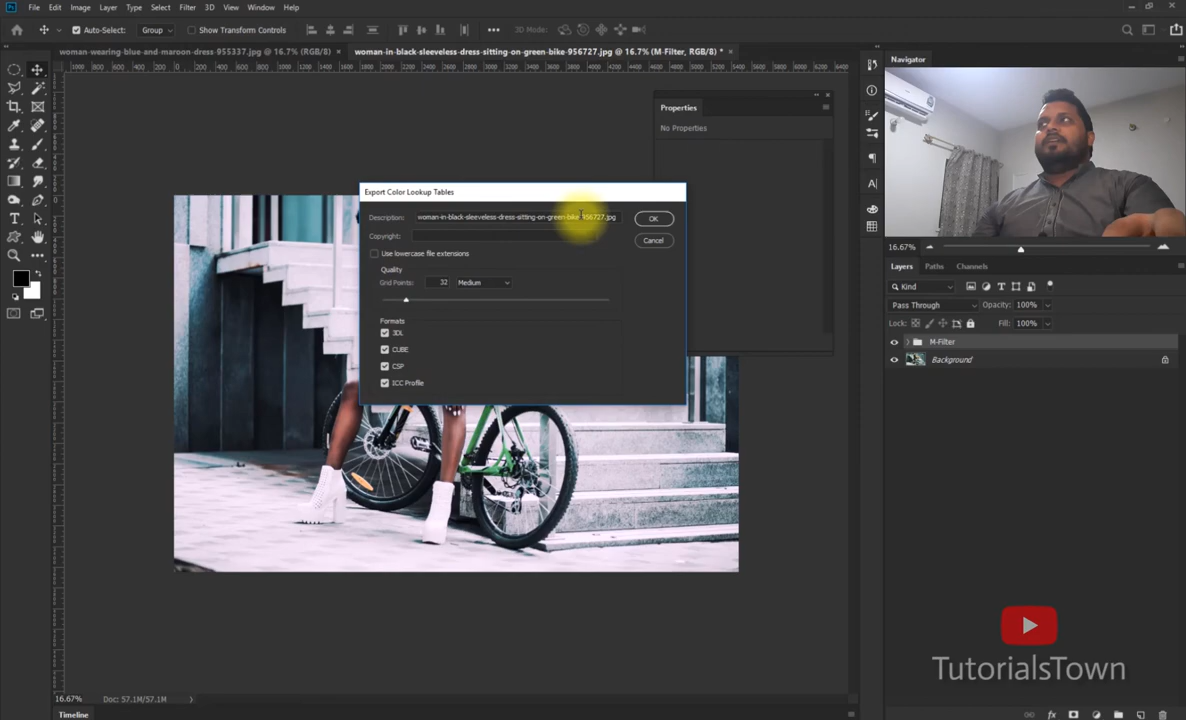 File Edit Image Layer Type Select Filter 3D View Window Help
Auto-Select: Group Show Transform Controls 3D Mode:
woman-wearing-blue-and-maroon-dress-955337.jpg @ 16.7% (RGB/8) × woman-in-black-sleeveless-dress-sitting-on-green-bike-956727.jpg @ 16.7% (M-Filter, RGB/8) * ×
Navigator
Properties
No Properties
Export Color Lookup Tables
Description: woman-in-black-sleeveless-dress-sitting-on-green-bike-956727.jpg OK
Copyright: Cancel
Use lowercase file extensions
Quality
Grid Points: 32 Medium
Formats
3DL
CUBE
CSP
ICC Profile
16.67%
Layers Paths Channels
Kind
Pass Through Opacity: 100%
Lock: Fill: 100%
M-Filter
Background
TutorialsTown
16.67% Doc: 57.1M/57.1M
Timeline